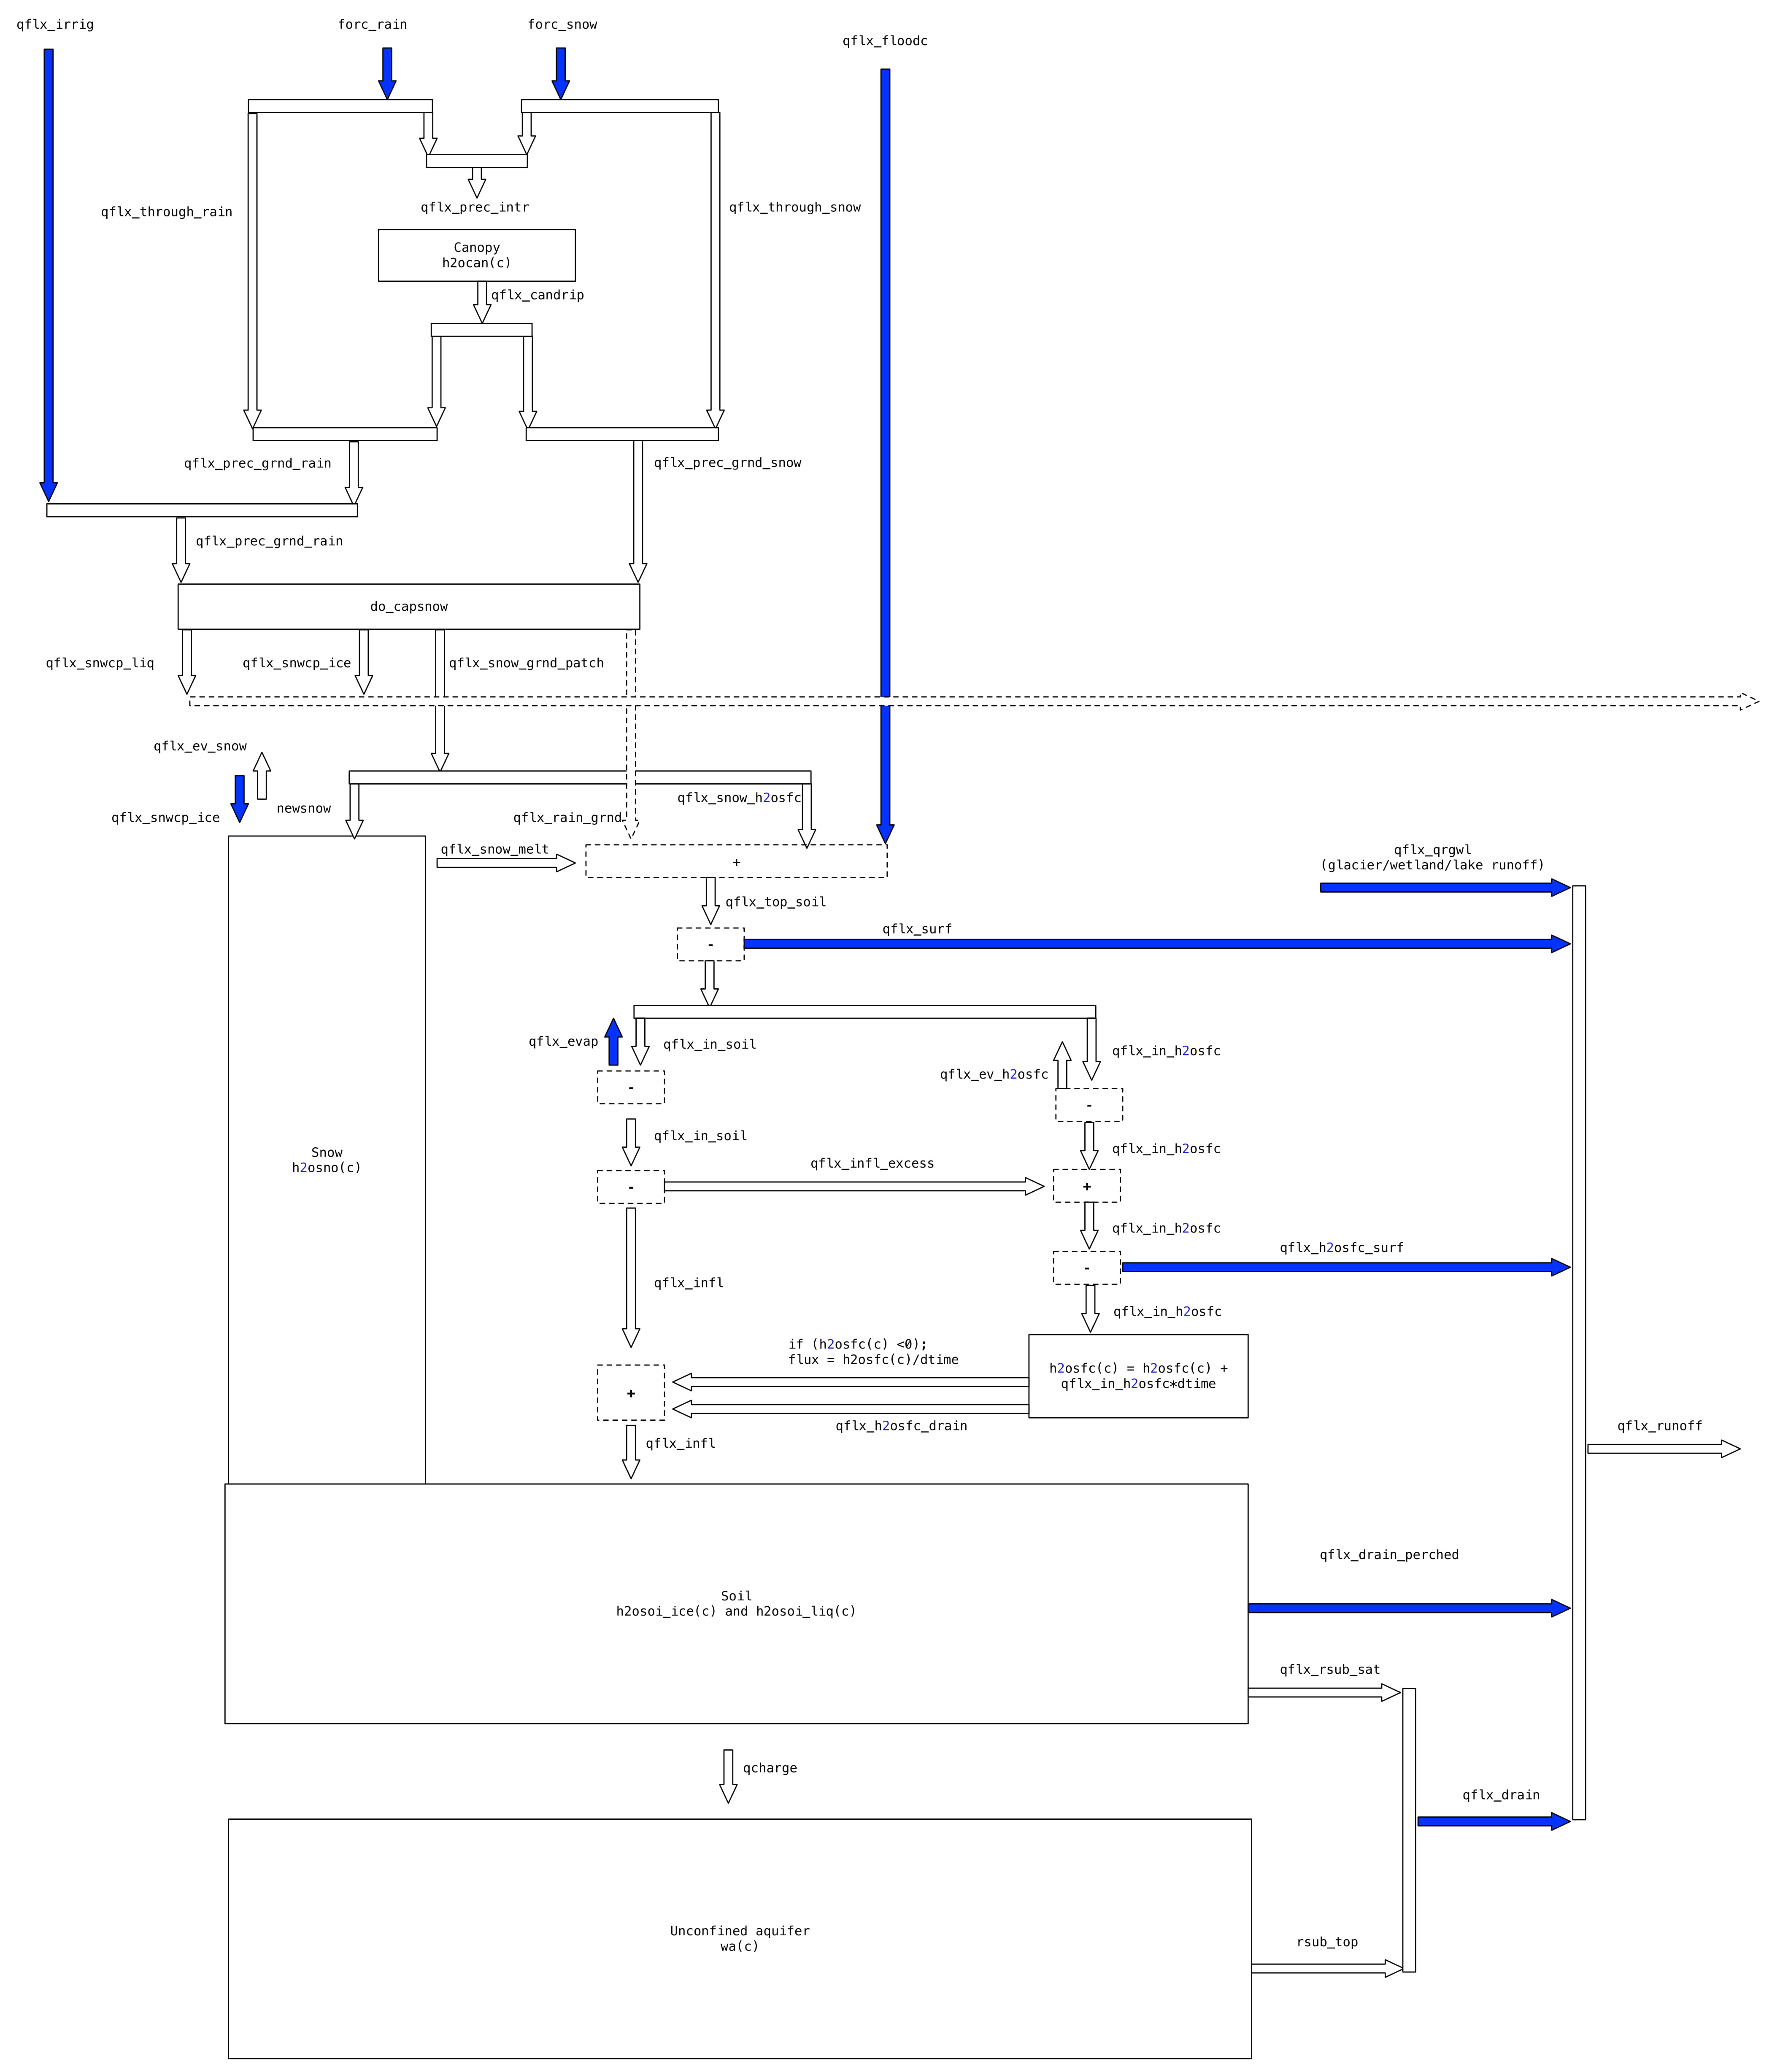 qflx_irrig
forc_rain
forc_snow
qflx_floodc
qflx_through_rain
qflx_prec_intr
qflx_through_snow
Canopy
h2ocan(c)
qflx_candrip
qflx_prec_grnd_rain
qflx_prec_grnd_snow
qflx_prec_grnd_rain
do_capsnow
qflx_snwcp_liq
qflx_snwcp_ice
qflx_snow_grnd_patch
qflx_ev_snow
newsnow
qflx_snwcp_ice
qflx_snow_h2osfc
qflx_rain_grnd
qflx_snow_melt
+
qflx_qrgwl
(glacier/wetland/lake runoff)
qflx_top_soil
qflx_surf
-
qflx_evap
qflx_in_soil
qflx_in_h2osfc
qflx_ev_h2osfc
-
-
qflx_in_soil
qflx_in_h2osfc
Snow
h2osno(c)
qflx_infl_excess
-
+
qflx_in_h2osfc
qflx_h2osfc_surf
-
qflx_infl
qflx_in_h2osfc
if (h2osfc(c) <0);
flux = h2osfc(c)/dtime
h2osfc(c) = h2osfc(c) +
qflx_in_h2osfc*dtime
+
qflx_h2osfc_drain
qflx_infl
qflx_runoff
qflx_drain_perched
Soil
h2osoi_ice(c) and h2osoi_liq(c)
qflx_rsub_sat
qcharge
qflx_drain
Unconfined aquifer
wa(c)
rsub_top